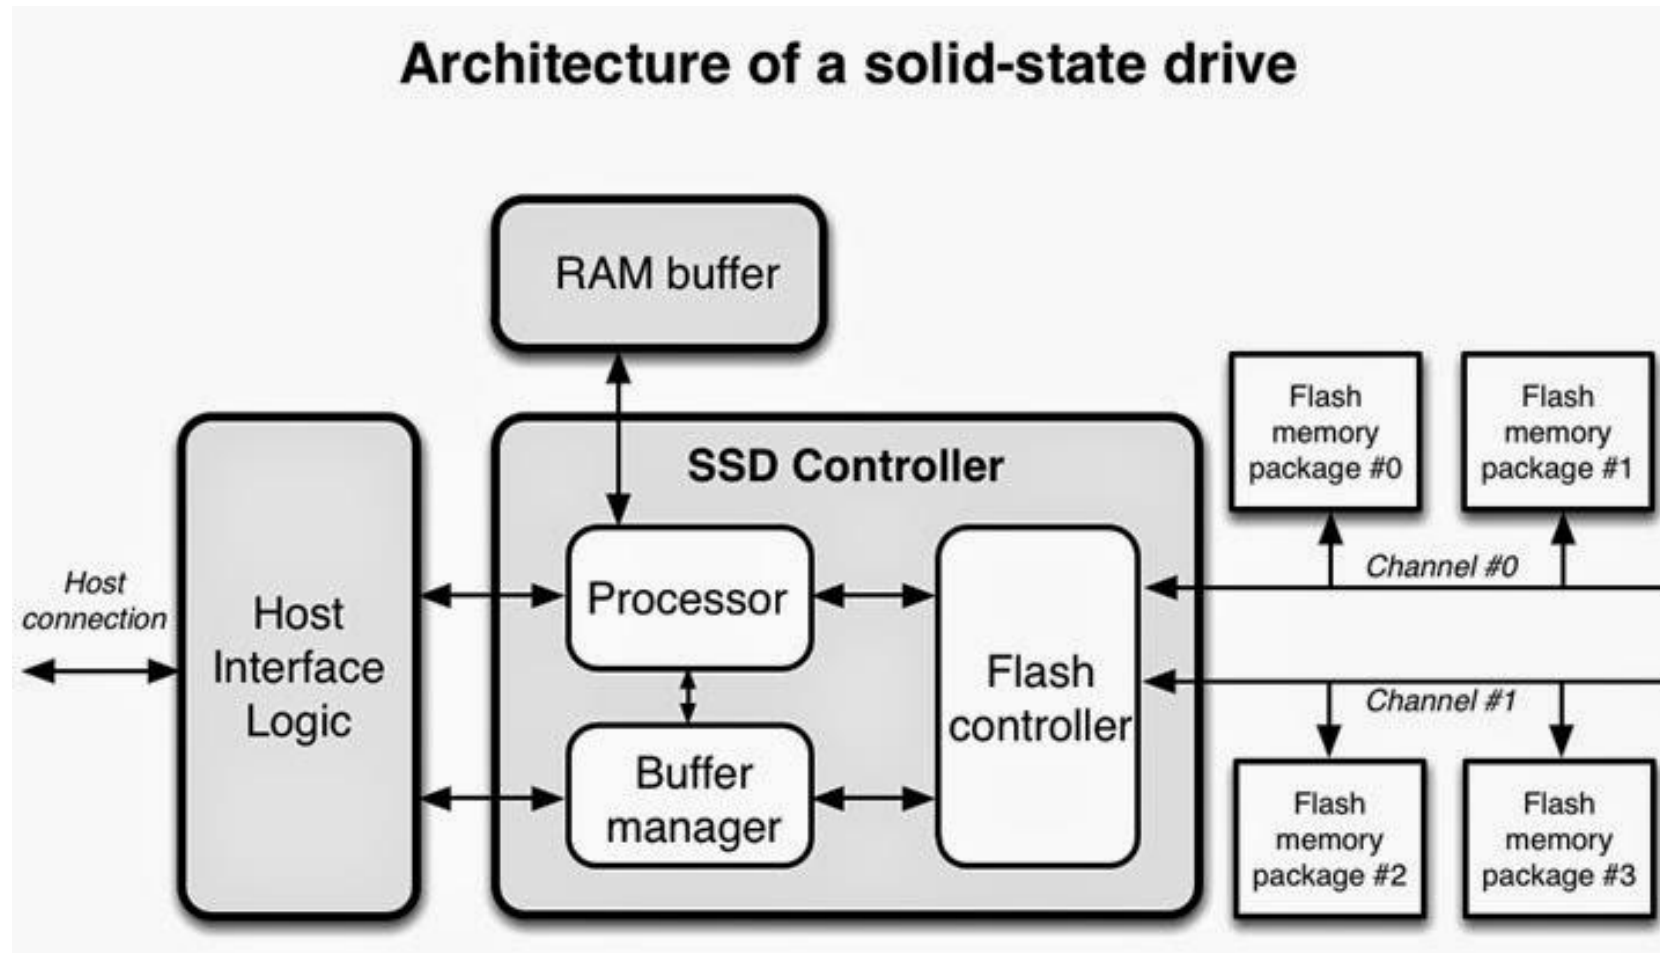 Architecture of a solid-state drive
RAM buffer
SSD Controller
Host
connection
Host
Interface
Logic
Processor
Buffer
manager
Flash
controller
Flash
memory
package #0
Flash
memory
package #1
Channel #0
Channel #1
Flash
memory
package #2
Flash
memory
package #3